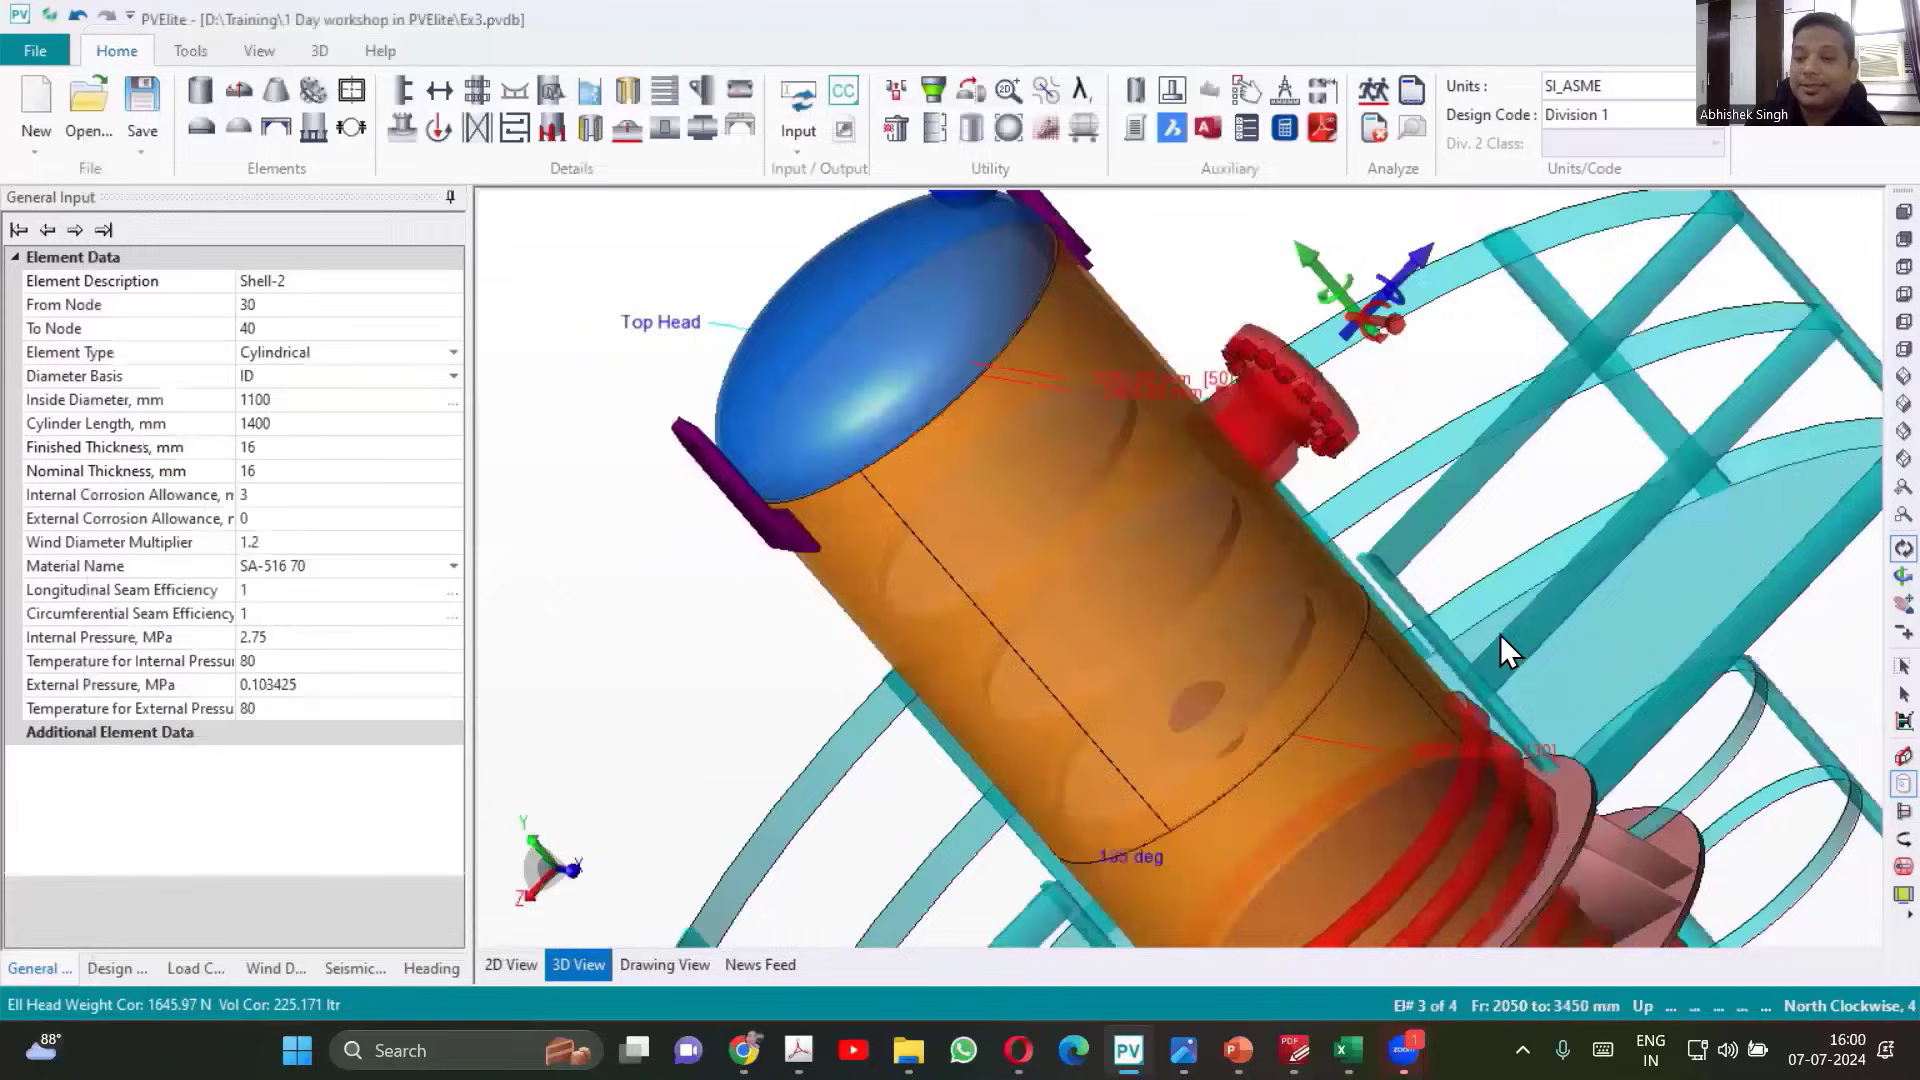 PVElite - [D:\Training\1 Day workshop in PVElite\Ex3.pvdb]
File Home Tools View 3D Help
New Open... Save Input CC
Units : SI_ASME
Design Code : Division 1
Div. 2 Class:
File Elements Details Input / Output Utility Auxiliary Analyze Units/Code
Abhishek Singh
General Input
Element Data
Element Description Shell-2
From Node 30
To Node 40
Element Type Cylindrical
Diameter Basis ID
Inside Diameter, mm 1100 ...
Cylinder Length, mm 1400
Finished Thickness, mm 16
Nominal Thickness, mm 16
Internal Corrosion Allowance, 3
External Corrosion Allowance, 0
Wind Diameter Multiplier 1.2
Material Name SA-516 70
Longitudinal Seam Efficiency 1 ...
Circumferential Seam Efficiency 1 ...
Internal Pressure, MPa 2.75
Temperature for Internal Pressu 80
External Pressure, MPa 0.103425
Temperature for External Pressu 80
Additional Element Data
Top Head
deg
Y
Z
General ... Design ... Load C... Wind D... Seismic... Heading
2D View 3D View Drawing View News Feed
Ell Head Weight Cor: 1645.97 N Vol Cor: 225.171 ltr
El# 3 of 4 Fr: 2050 to: 3450 mm Up ... ... ... ... North Clockwise, 4
88°
Search
PV
ENG
IN
16:00
07-07-2024